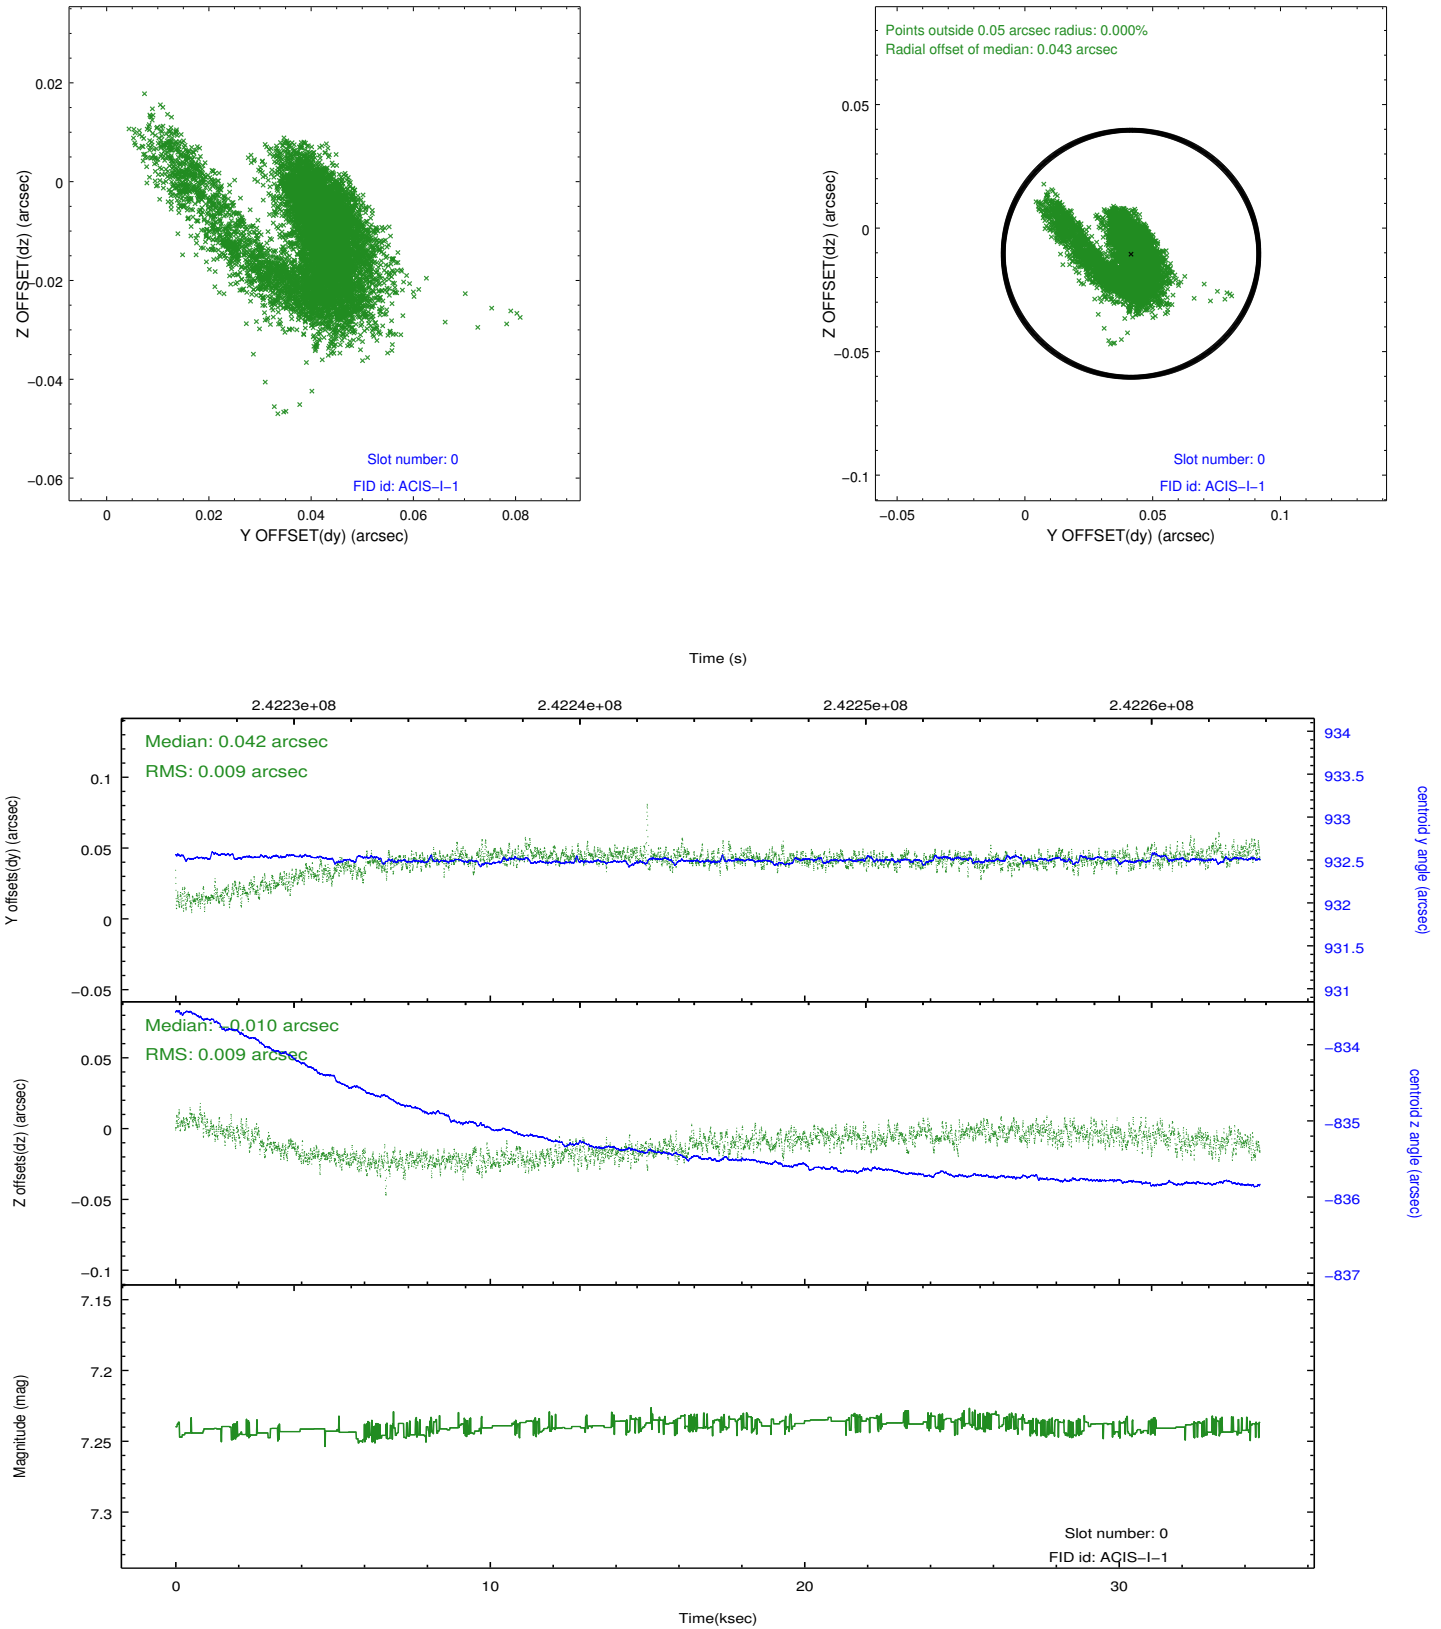 0.02
0
−0.02
−0.04
−0.06
Z OFFSET(dz) (arcsec)
Slot number: 0
FID id: ACIS−I−1
0 0.02 0.04 0.06 0.08
Y OFFSET(dy) (arcsec)
Points outside 0.05 arcsec radius: 0.000%
Radial offset of median: 0.043 arcsec
0.05
0
−0.05
−0.1
Z OFFSET(dz) (arcsec)
Slot number: 0
FID id: ACIS−I−1
−0.05 0 0.05 0.1
Y OFFSET(dy) (arcsec)
Time (s)
2.4223e+08 2.4224e+08 2.4225e+08 2.4226e+08
Median: 0.042 arcsec
RMS: 0.009 arcsec
0.1
0.05
0
−0.05
Y offsets(dy) (arcsec)
934
933.5
933
932.5
932
931.5
931
centroid y angle (arcsec)
Median: −0.010 arcsec
RMS: 0.009 arcsec
0.05
0
−0.05
−0.1
Z offsets(dz) (arcsec)
−834
−835
−836
−837
centroid z angle (arcsec)
7.15
7.2
7.25
7.3
Magnitude (mag)
Slot number: 0
FID id: ACIS−I−1
0 10 20 30
Time(ksec)